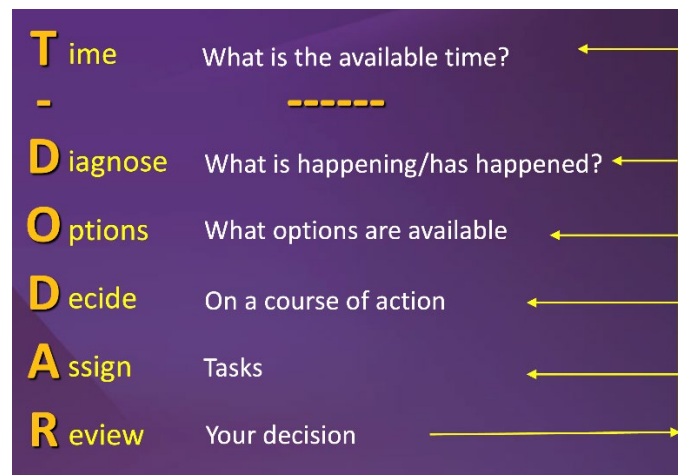 Time What is the available time?
- ------
Diagnose What is happening/has happened?
Options What options are available
Decide On a course of action
Assign Tasks
Review Your decision